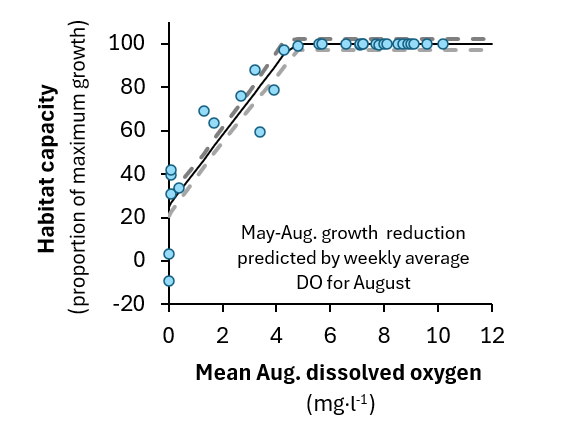 Habitat capacity
(proportion of maximum growth)
100
80
60
40
20
0
-20
May-Aug. growth reduction
predicted by weekly average
DO for August
0 2 4 6 8 10 12
Mean Aug. dissolved oxygen
(mg·l⁻¹)